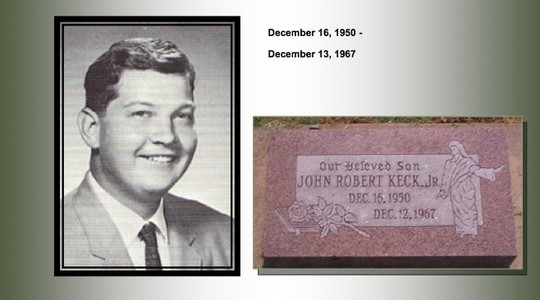 December 16, 1950 -
December 13, 1967
Our Beloved Son
JOHN ROBERT KECK, JR.
DEC. 16, 1950
DEC. 12, 1967